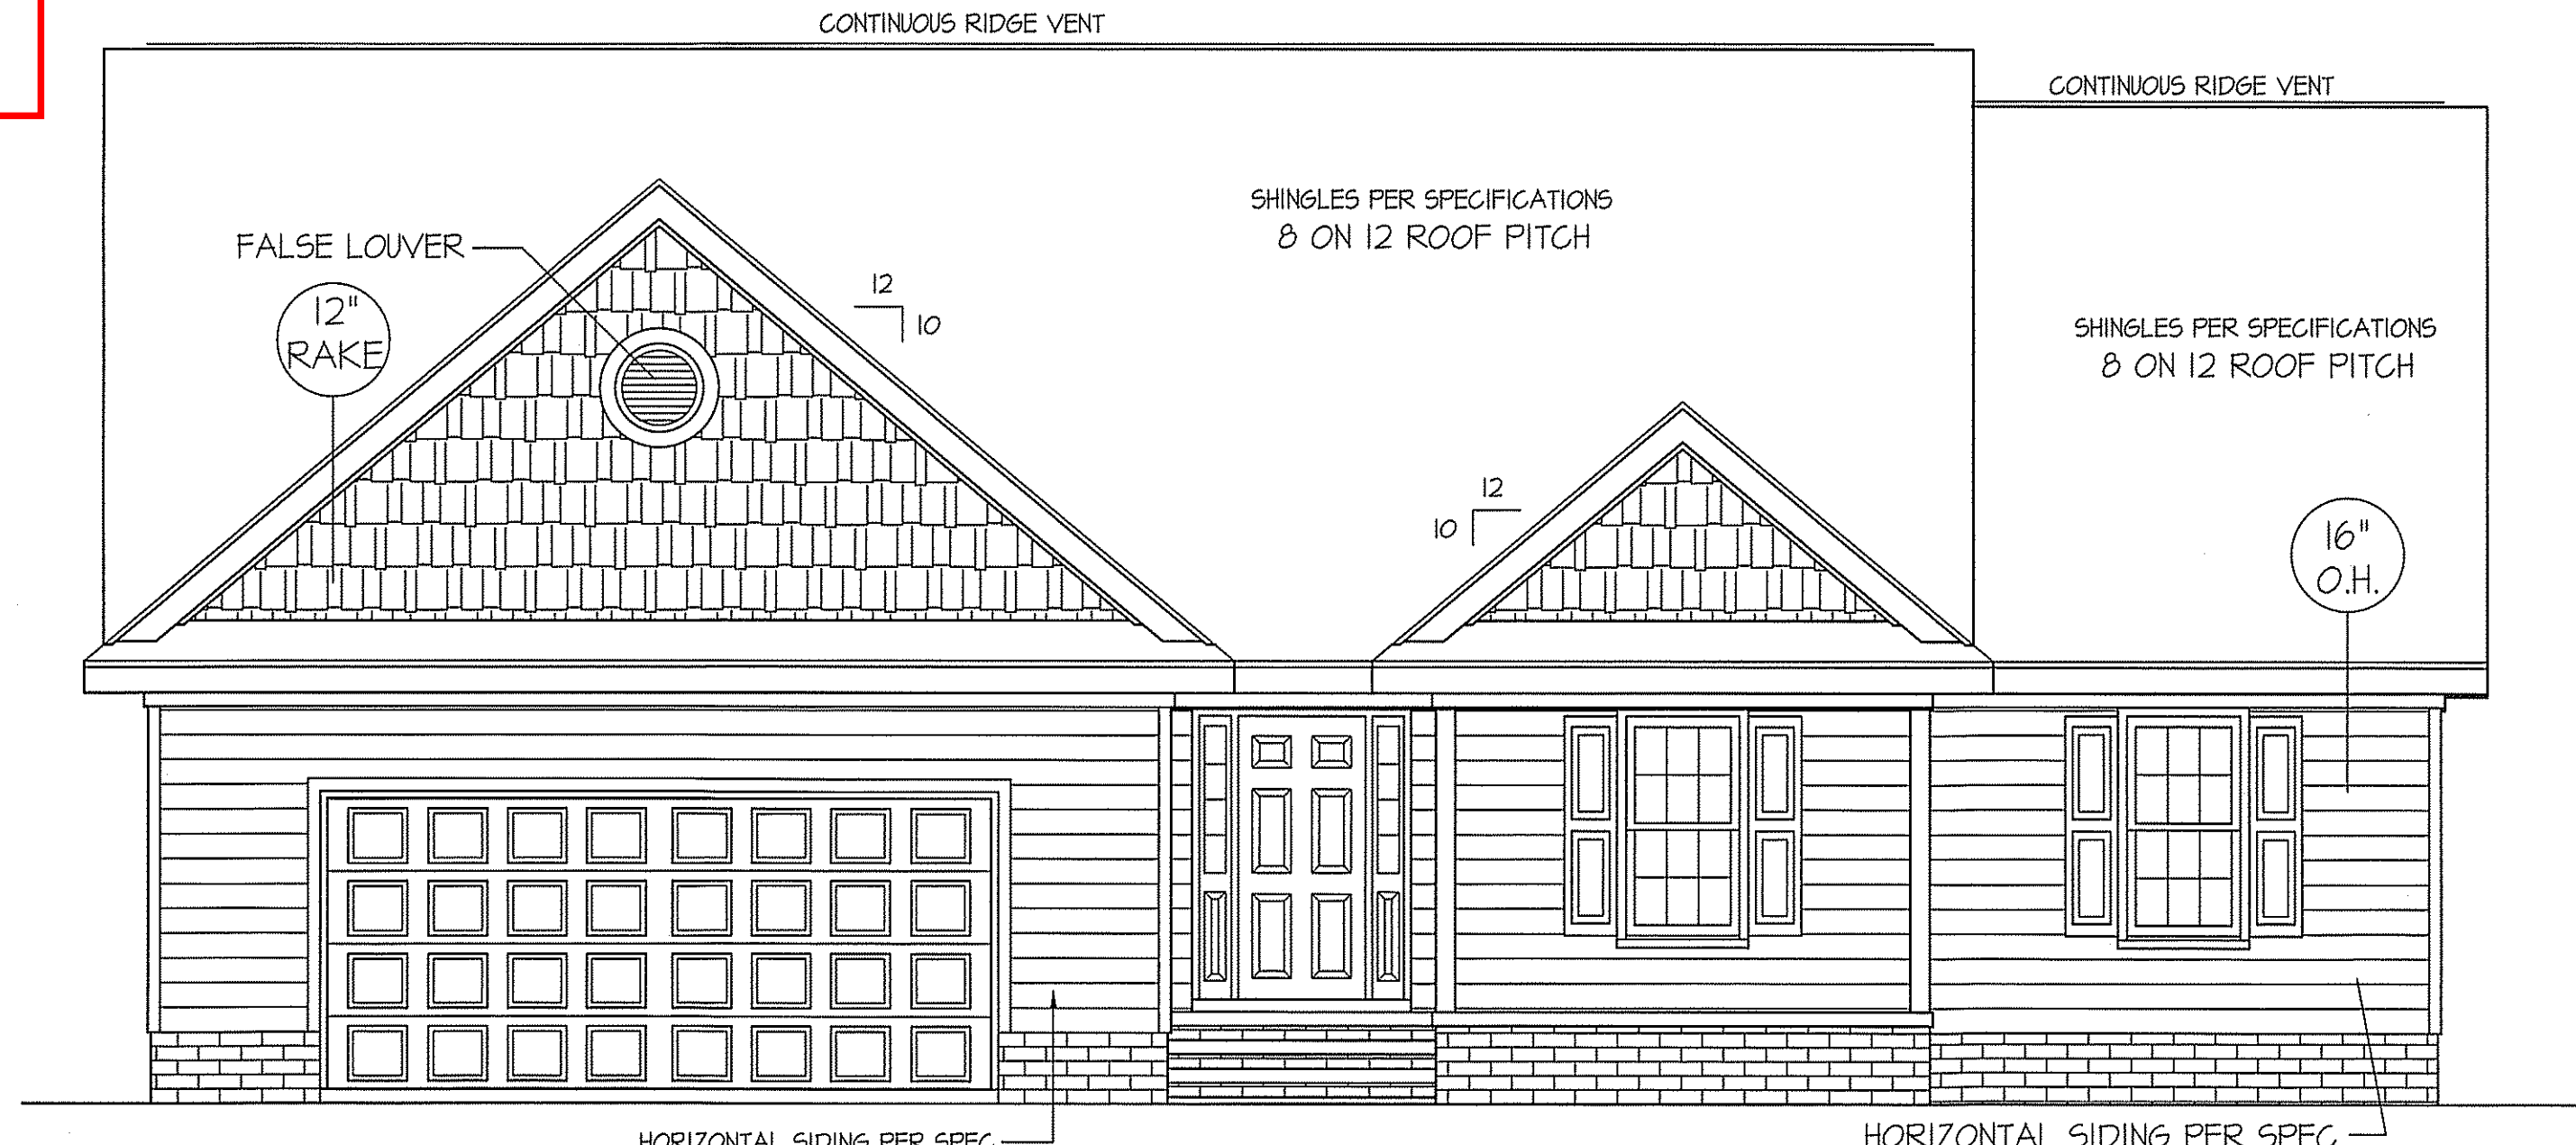 CONTINUOUS RIDGE VENT
CONTINUOUS RIDGE VENT
SHINGLES PER SPECIFICATIONS
8 ON 12 ROOF PITCH
FALSE LOUVER
12"
RAKE
12
10
SHINGLES PER SPECIFICATIONS
8 ON 12 ROOF PITCH
12
10
16"
O.H.
HORIZONTAL SIDING PER SPEC
HORIZONTAL SIDING PER SPEC